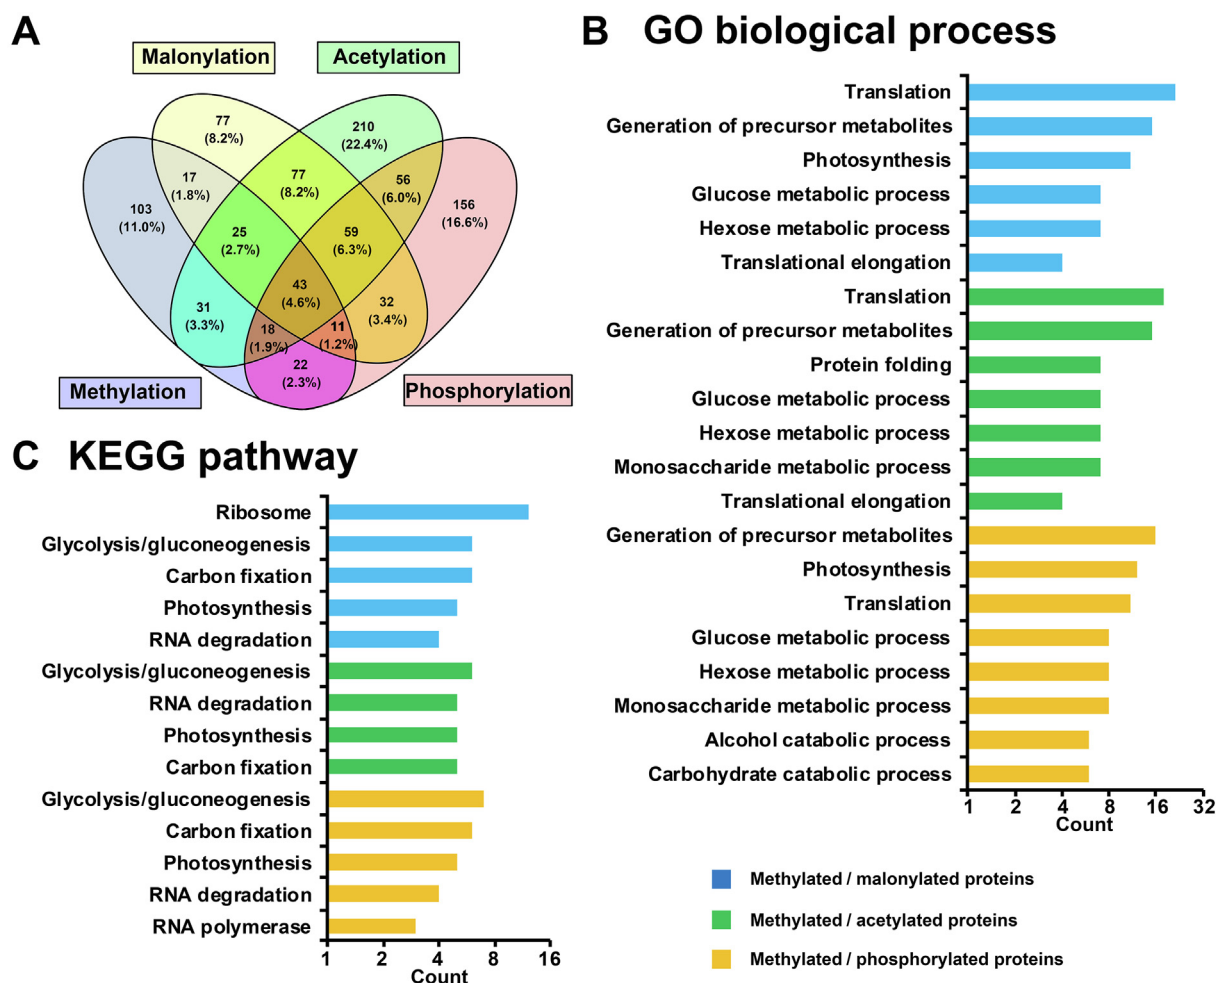 A
Malonylation
Acetylation
77
(8.2%)
210
(22.4%)
17
(1.8%)
77
(8.2%)
56
(6.0%)
103
(11.0%)
156
(16.6%)
25
(2.7%)
59
(6.3%)
43
(4.6%)
31
(3.3%)
32
(3.4%)
18
(1.9%)
11
(1.2%)
22
(2.3%)
Methylation
Phosphorylation
B GO biological process
Translation
Generation of precursor metabolites
Photosynthesis
Glucose metabolic process
Hexose metabolic process
Translational elongation
Translation
Generation of precursor metabolites
Protein folding
Glucose metabolic process
Hexose metabolic process
Monosaccharide metabolic process
Translational elongation
Generation of precursor metabolites
Photosynthesis
Translation
Glucose metabolic process
Hexose metabolic process
Monosaccharide metabolic process
Alcohol catabolic process
Carbohydrate catabolic process
1 2 4 8 16 32
Count
C KEGG pathway
Ribosome
Glycolysis/gluconeogenesis
Carbon fixation
Photosynthesis
RNA degradation
Glycolysis/gluconeogenesis
RNA degradation
Photosynthesis
Carbon fixation
Glycolysis/gluconeogenesis
Carbon fixation
Photosynthesis
RNA degradation
RNA polymerase
1 2 4 8 16
Count
Methylated / malonylated proteins
Methylated / acetylated proteins
Methylated / phosphorylated proteins